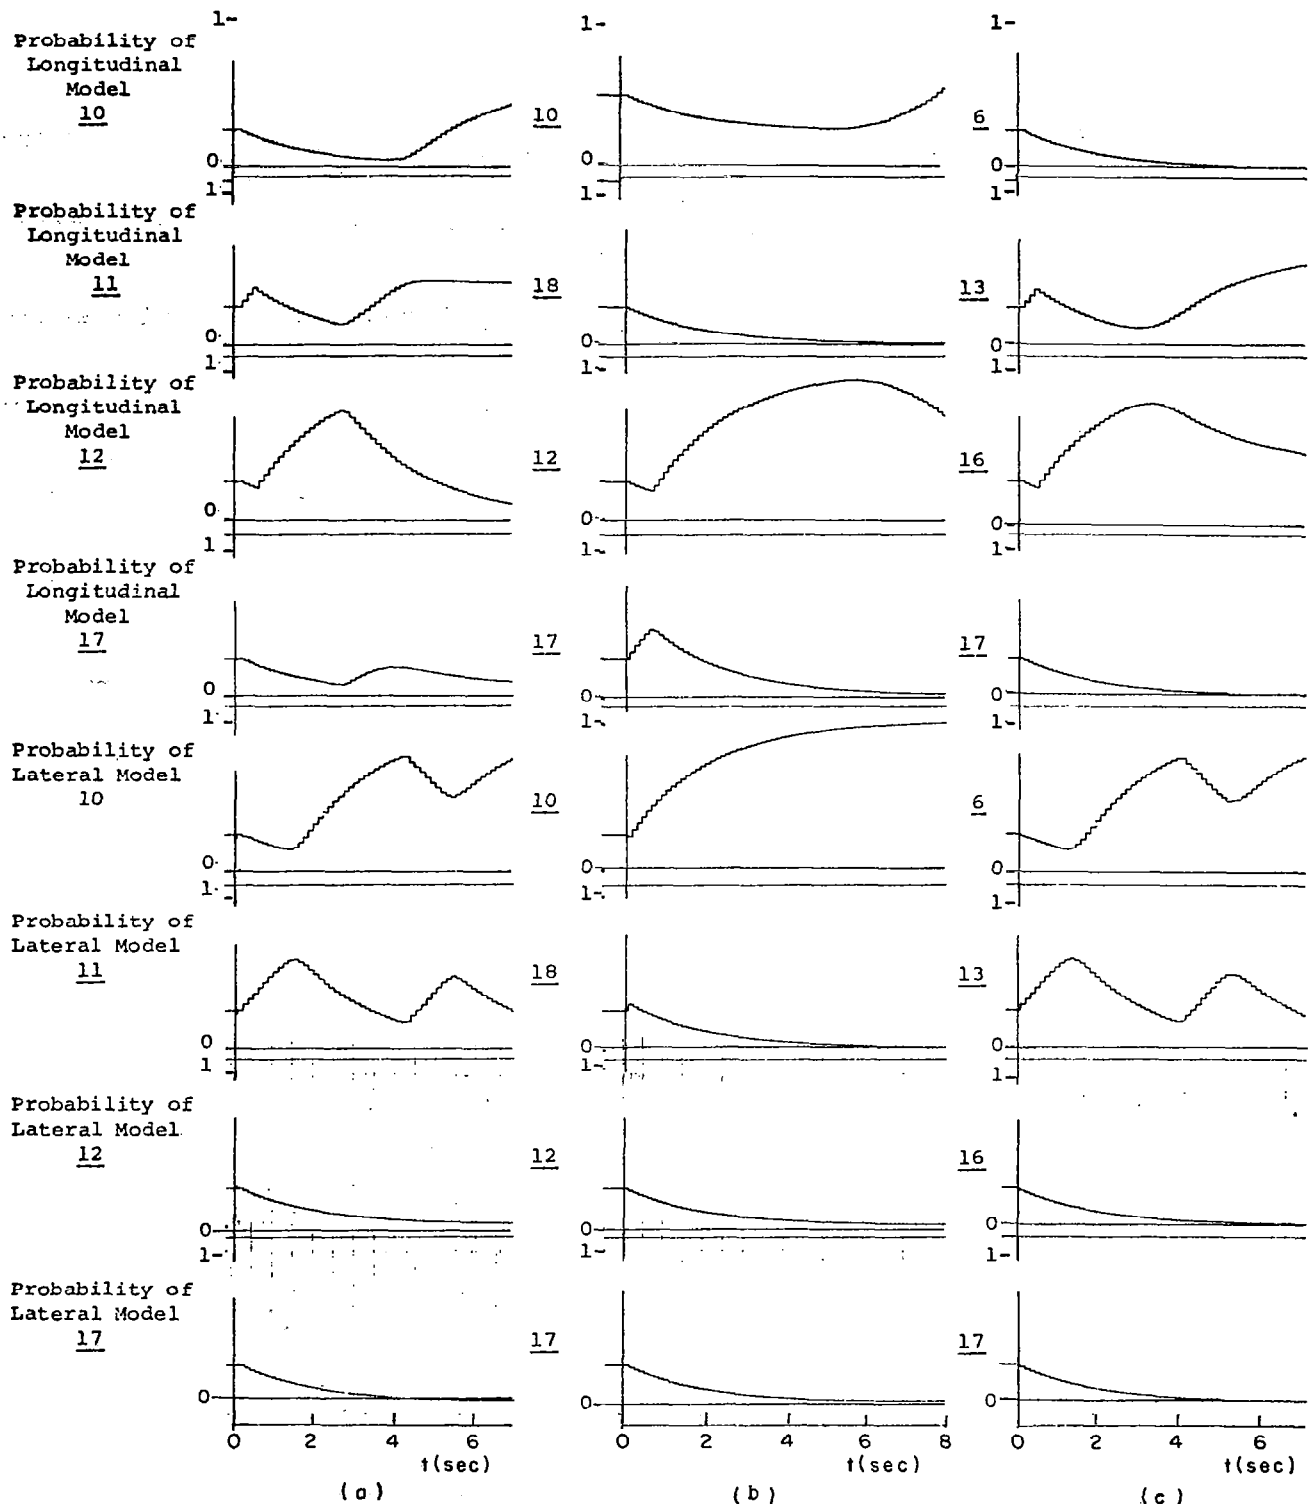 1-
1-
1-
Probability of
Longitudinal
Model
10
10
6
0
0-
0-
1-
1-
1-
Probability of
Longitudinal
Model
11
18
13
0
0-
0-
1-
1-
1-
Probability of
Longitudinal
Model
12
12
16
0
0-
0-
1-
1-
1-
Probability of
Longitudinal
Model
17
17
17
0
0-
0-
1-
1-
1-
Probability of
Lateral Model
10
10
6
0
0-
0-
1-
1-
1-
Probability of
Lateral Model
11
18
13
0
0-
0-
1-
1-
1-
Probability of
Lateral Model
12
12
16
0-
0-
0-
1-
1-
1-
Probability of
Lateral Model
17
17
17
0-
0-
0-
0 2 4 6
0 2 4 6 8
0 2 4 6
t(sec)
t(sec)
t(sec)
(a)
(b)
(c)